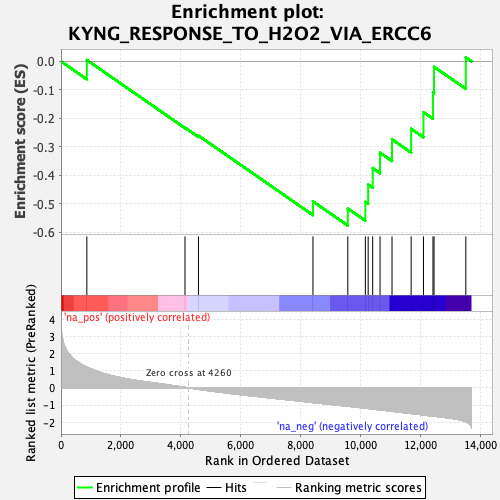 Enrichment plot:
KYNG_RESPONSE_TO_H2O2_VIA_ERCC6
Enrichment score (ES)
0.0
-0.1
-0.2
-0.3
-0.4
-0.5
-0.6
'na_pos' (positively correlated)
Ranked list metric (PreRanked)
4
3
2
1
0
-1
-2
Zero cross at 4260
'na_neg' (negatively correlated)
0
2,000
4,000
6,000
8,000
10,000
12,000
14,000
Rank in Ordered Dataset
Enrichment profile
Hits
Ranking metric scores